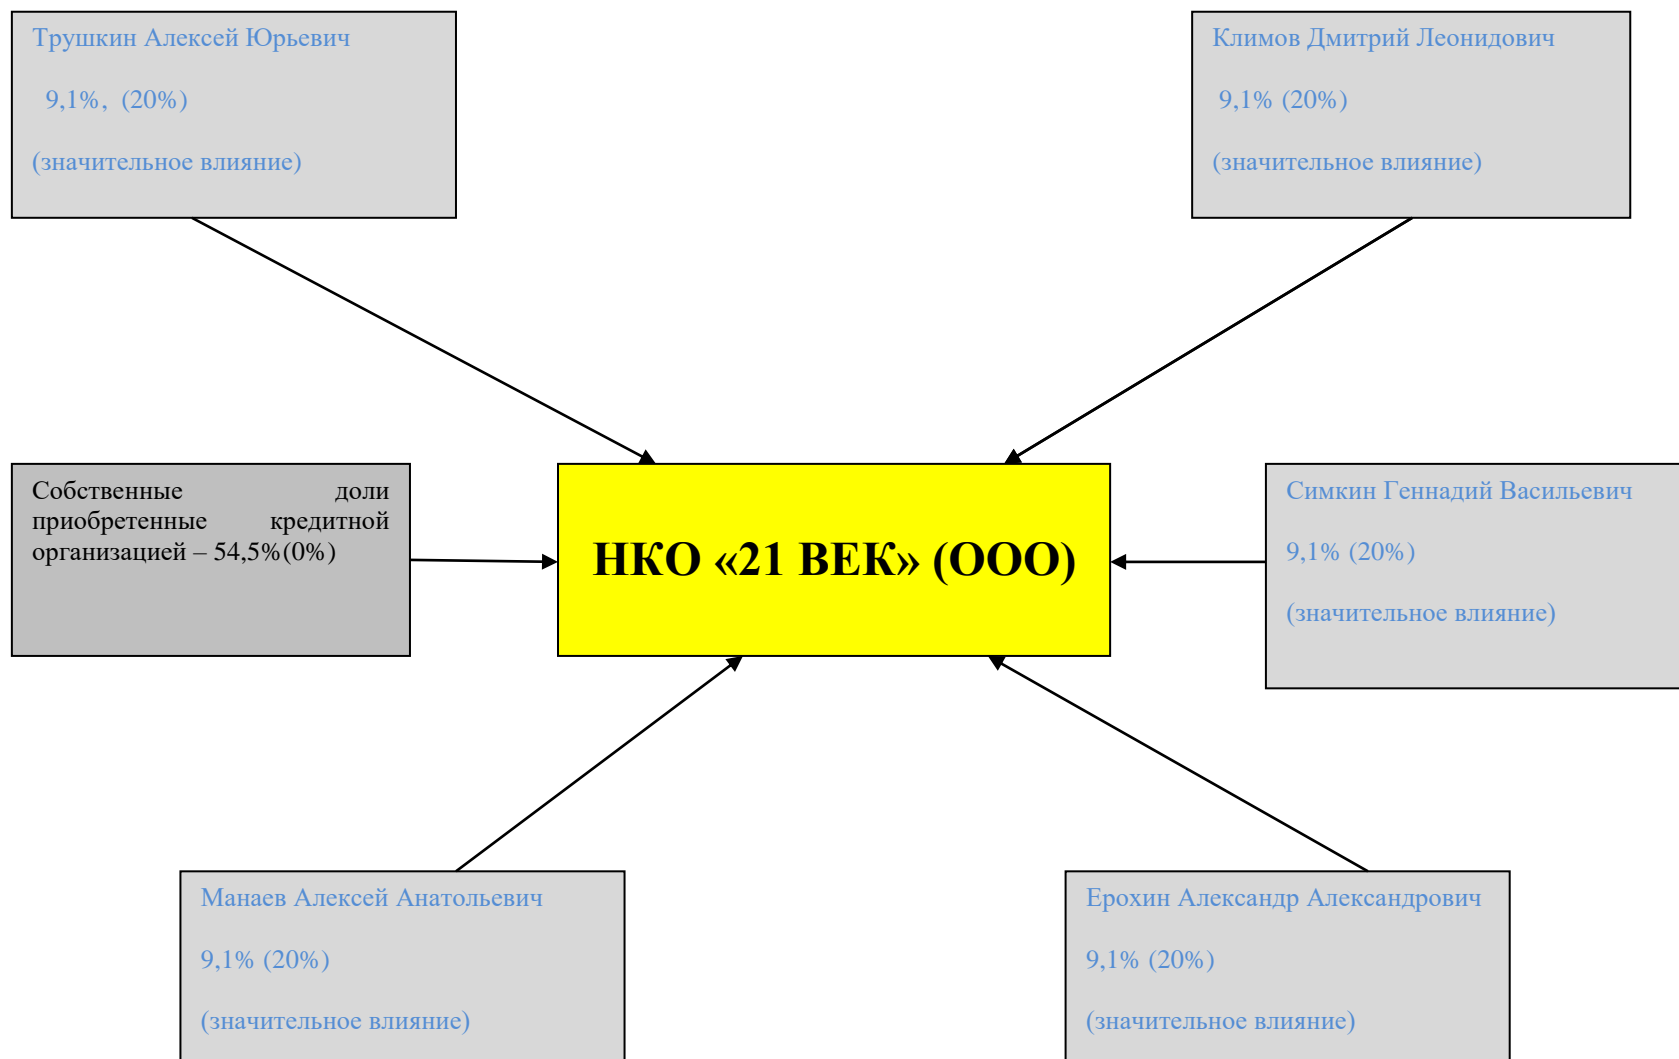 Трушкин Алексей Юрьевич
9,1%, (20%)
(значительное влияние)
Климов Дмитрий Леонидович
9,1% (20%)
(значительное влияние)
Собственные доли
приобретенные кредитной
организацией – 54,5%(0%)
НКО «21 ВЕК» (ООО)
Симкин Геннадий Васильевич
9,1% (20%)
(значительное влияние)
Манаев Алексей Анатольевич
9,1% (20%)
(значительное влияние)
Ерохин Александр Александрович
9,1% (20%)
(значительное влияние)